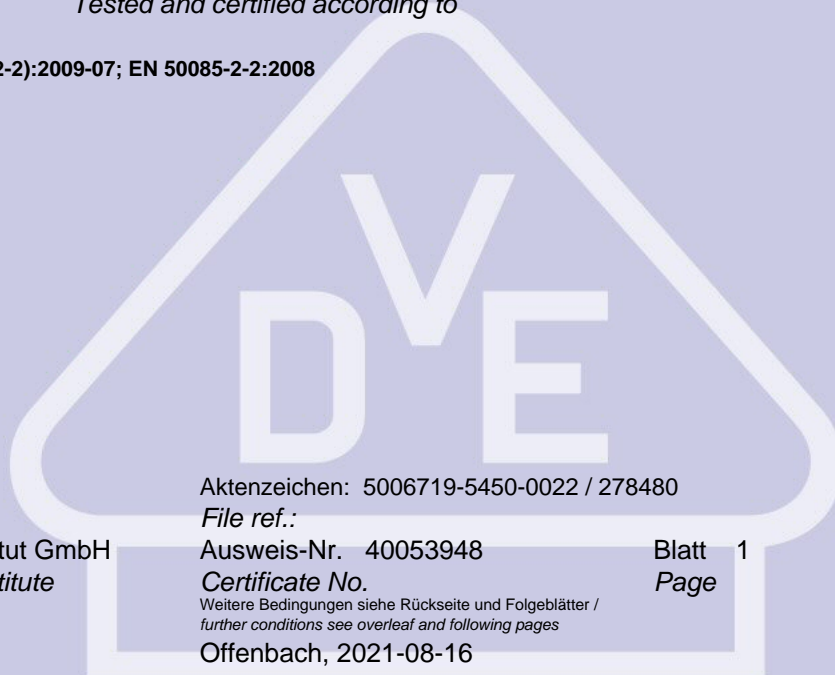 Tested and certified according to
2-2):2009-07; EN 50085-2-2:2008
VDE
Aktenzeichen: 5006719-5450-0022 / 278480
File ref.:
tut GmbH
Ausweis-Nr. 40053948
Blatt 1
titute
Certificate No.
Page
Weitere Bedingungen siehe Rückseite und Folgeblätter /
further conditions see overleaf and following pages
Offenbach, 2021-08-16